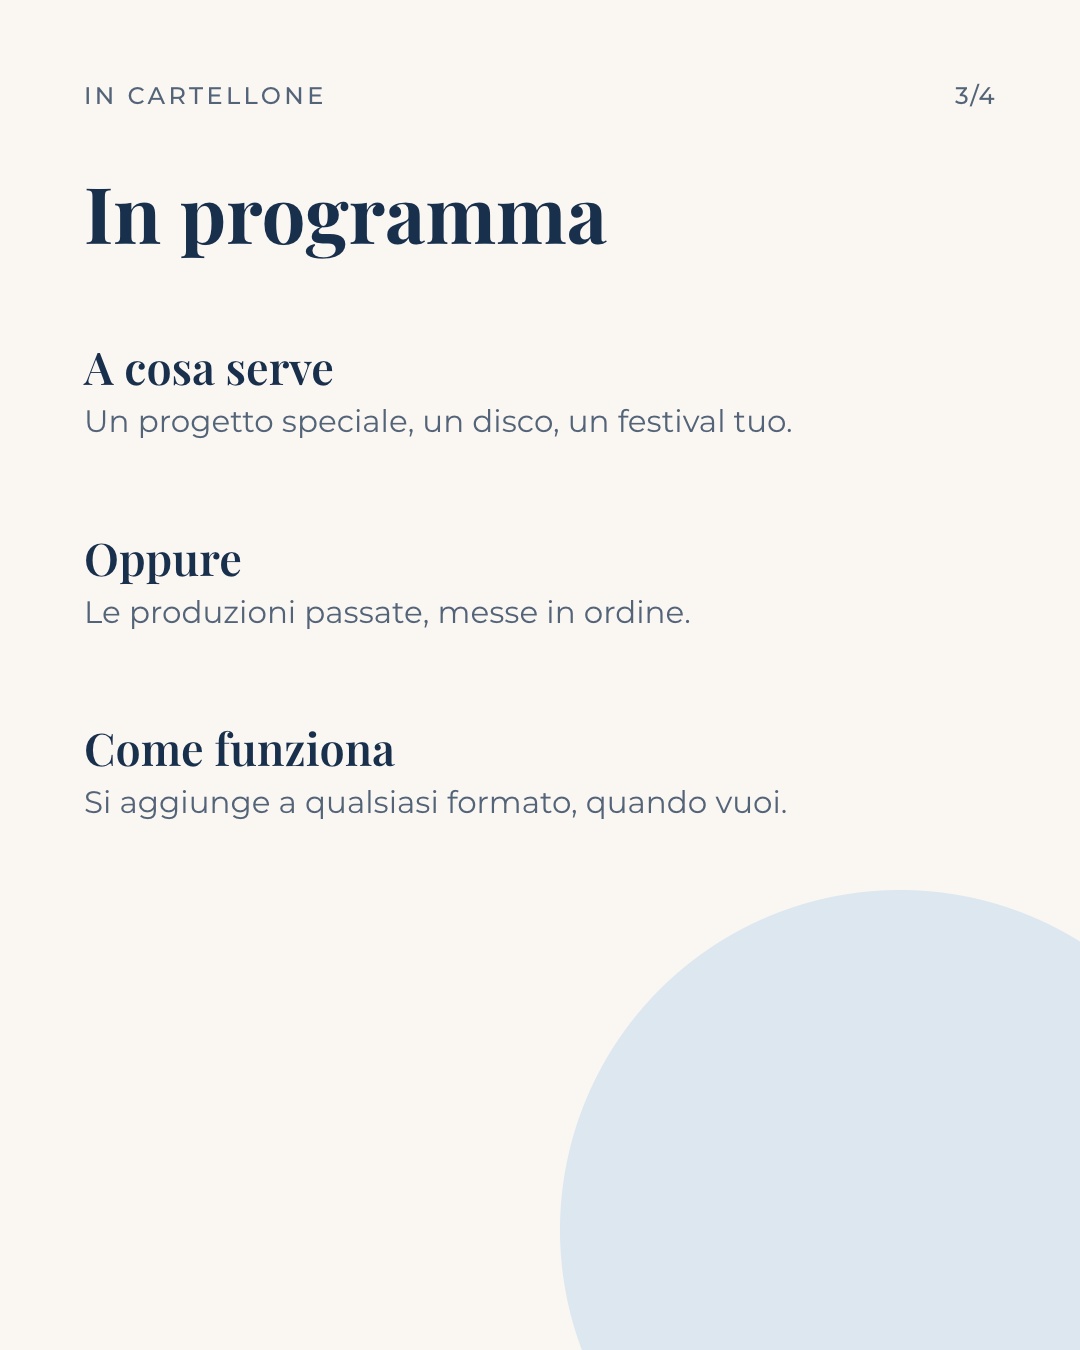 IN CARTELLONE
3/4
In programma
A cosa serve
Un progetto speciale, un disco, un festival tuo.
Oppure
Le produzioni passate, messe in ordine.
Come funziona
Si aggiunge a qualsiasi formato, quando vuoi.